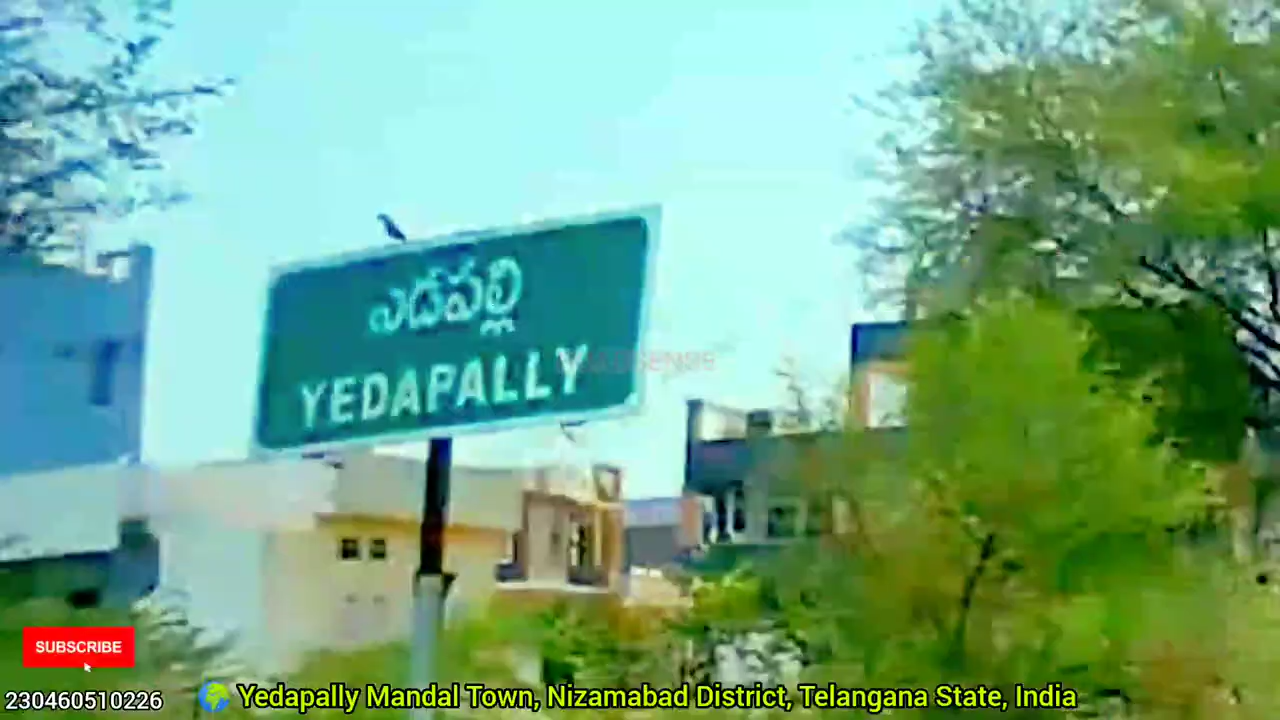 ఎడపల్లి
YEDAPALLY
SUBSCRIBE
230460510226
Yedapally Mandal Town, Nizamabad District, Telangana State, India